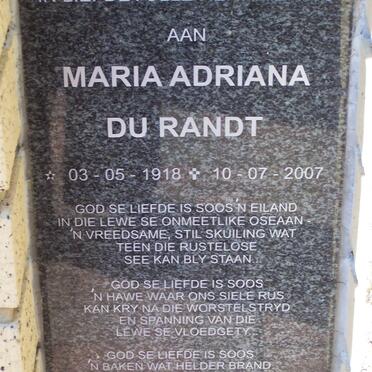 AAN
MARIA ADRIANA
DU RANDT
☆ 03 - 05 - 1918 ✞ 10 - 07 - 2007
GOD SE LIEFDE IS SOOS 'N EILAND
IN DIE LEWE SE ONMEETLIKE OSEAAN -
'N VREEDSAME, STIL SKUILING WAT
TEEN DIE RUSTELOSE
SEE KAN BLY STAAN...
GOD SE LIEFDE IS SOOS
'N HAWE WAAR ONS SIELE RUS
KAN KRY NA DIE WORSTELSTRYD
EN SPANNING VAN DIE
LEWE SE VLOEDGETY...
GOD SE LIEFDE IS SOOS
'N BAKEN WAT HELDER BRAND...